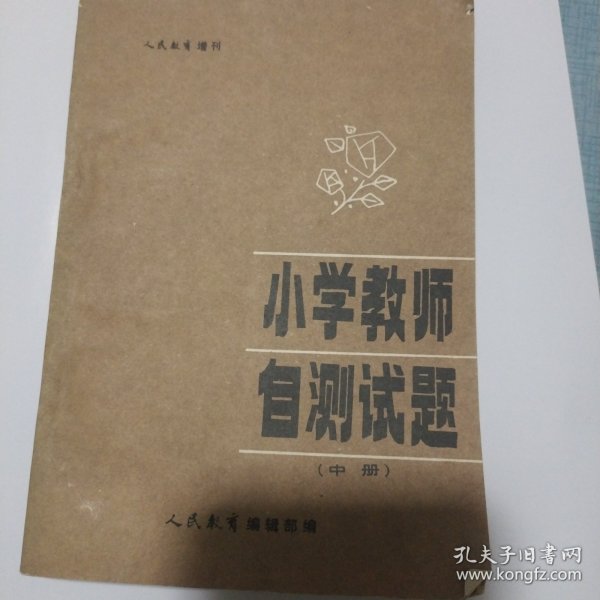 人民教育增刊
小学教师
自测试题
(中册)
人民教育编辑部编
孔夫子旧书网
www.kongfz.com